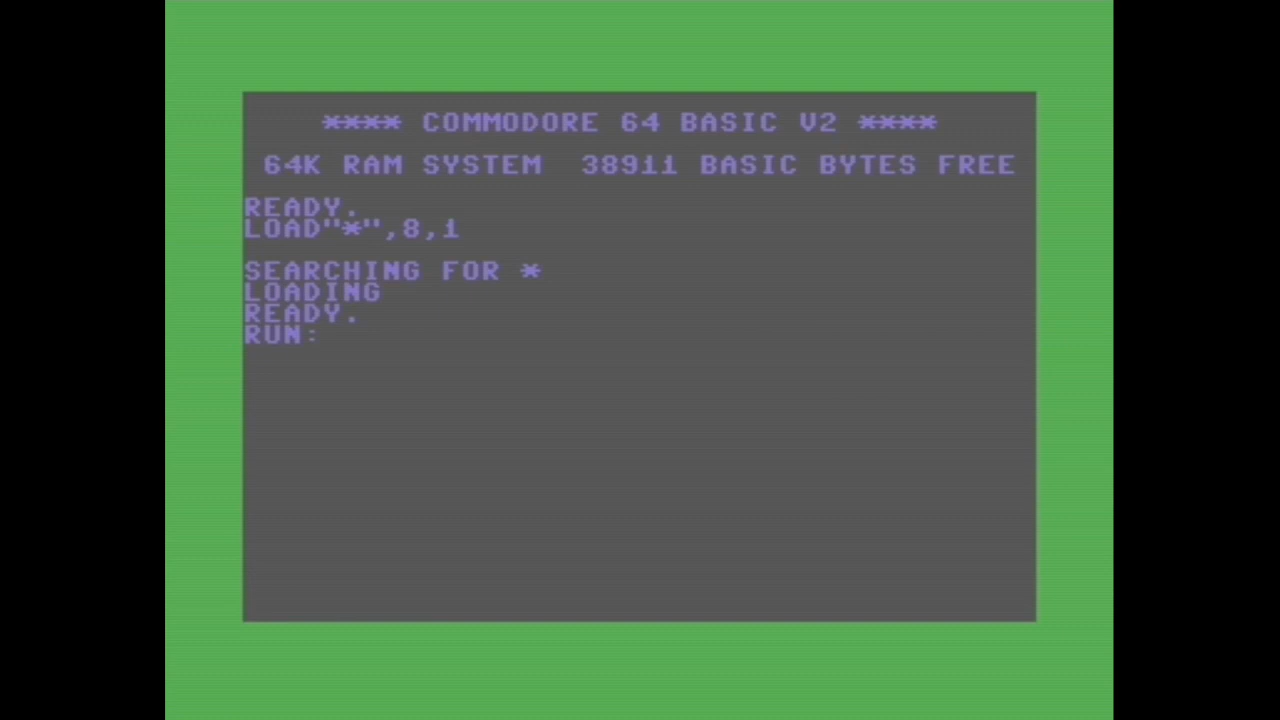 **** COMMODORE 64 BASIC V2 ****
64K RAM SYSTEM  38911 BASIC BYTES FREE
READY.
LOAD"*",8,1
SEARCHING FOR *
LOADING
READY.
RUN: